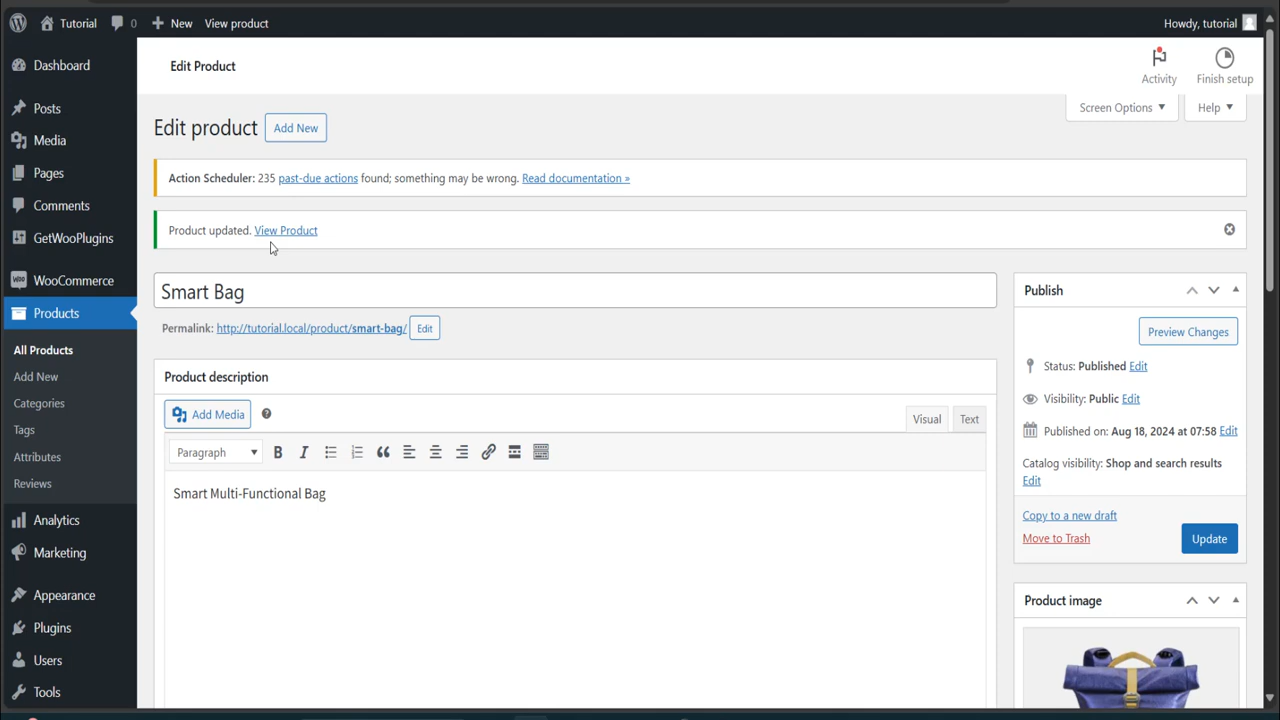 Tutorial 0 New View product Howdy, tutorial
Dashboard
Posts
Media
Pages
Comments
GetWooPlugins
WooCommerce
Products
All Products
Add New
Categories
Tags
Attributes
Reviews
Analytics
Marketing
Appearance
Plugins
Users
Tools
Edit Product
Activity
Finish setup
Screen Options
Help
Edit product
Add New
Action Scheduler: 235 past-due actions found; something may be wrong. Read documentation »
Product updated. View Product
Smart Bag
Permalink: http://tutorial.local/product/smart-bag/ Edit
Product description
Add Media
Visual Text
Paragraph
Smart Multi-Functional Bag
Publish
Preview Changes
Status: Published Edit
Visibility: Public Edit
Published on: Aug 18, 2024 at 07:58 Edit
Catalog visibility: Shop and search results
Edit
Copy to a new draft
Move to Trash
Update
Product image